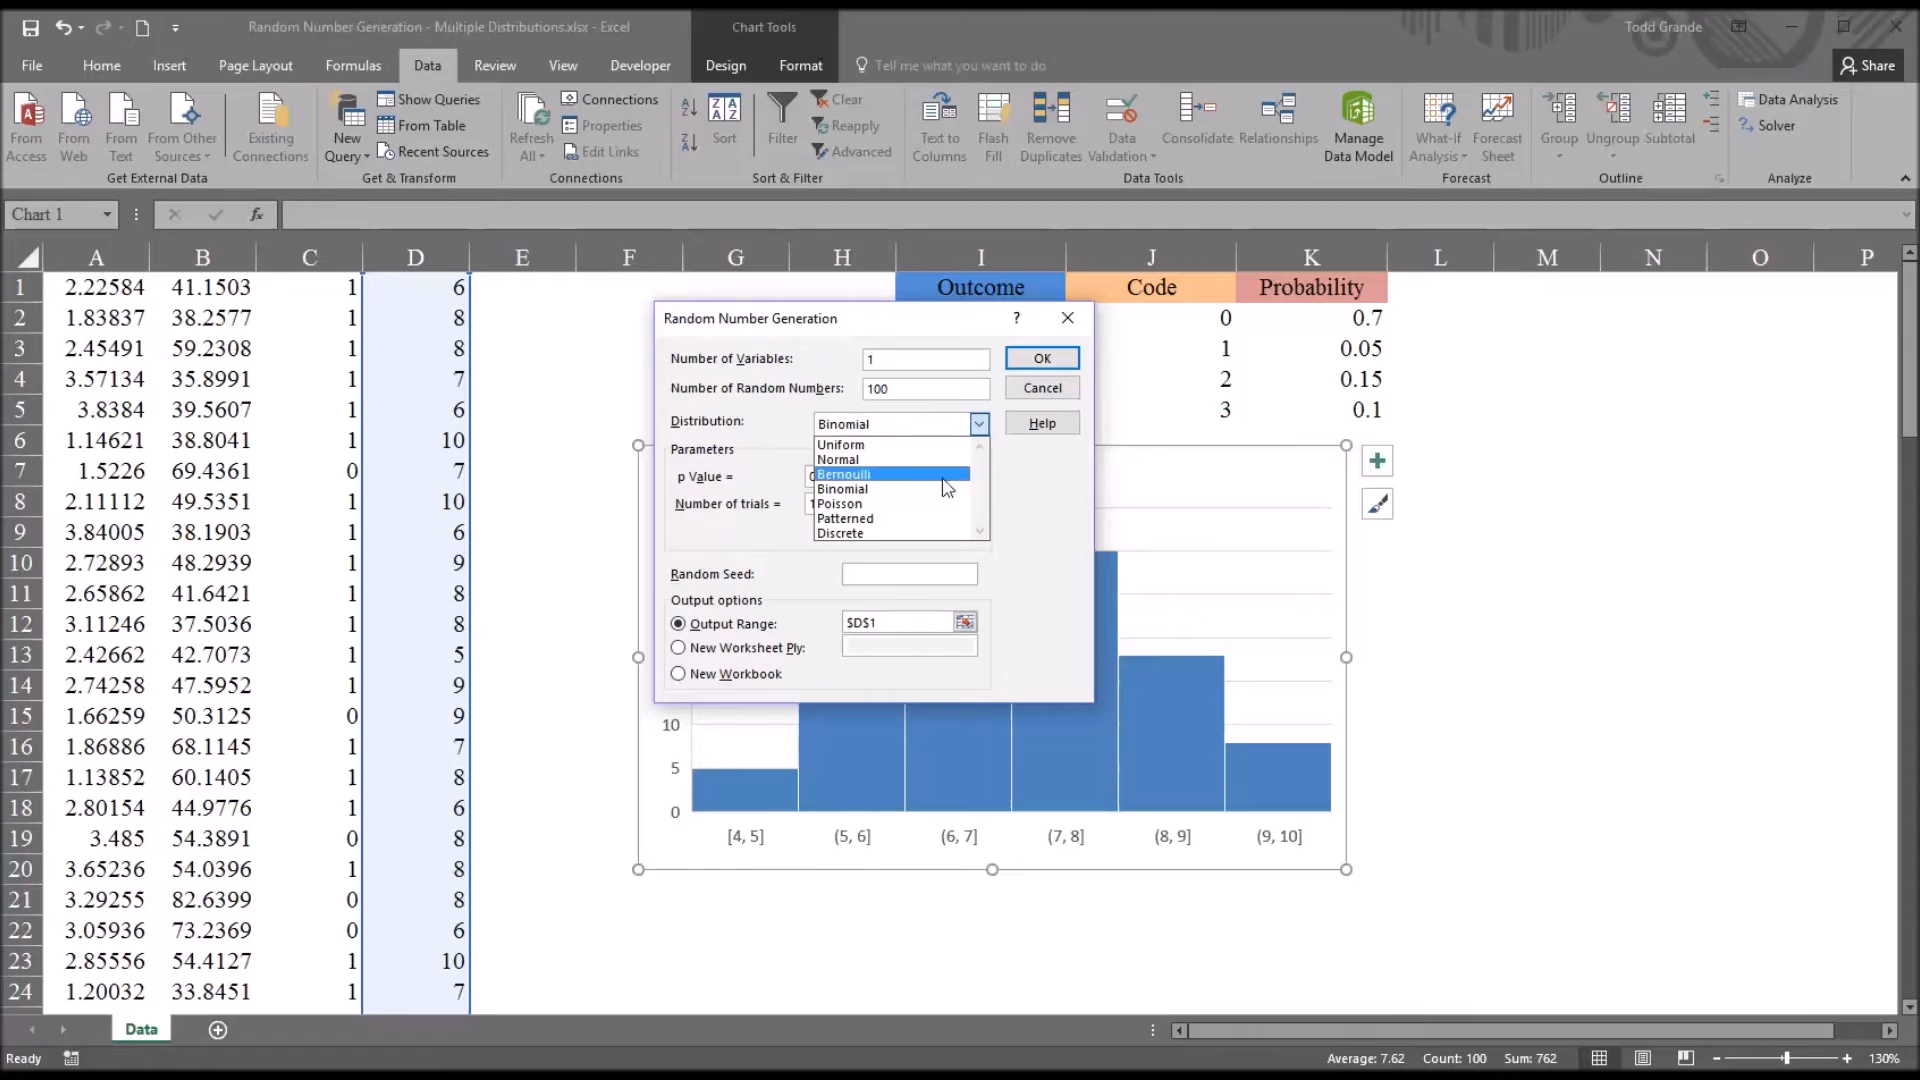 Random Number Generation - Multiple Distributions.xlsx - Excel
Chart Tools
Todd Grande
File Home Insert Page Layout Formulas Data Review View Developer Design Format Tell me what you want to do Share
From Access
From Web
From Text
From Other Sources
Existing Connections
Get External Data
New Query
Show Queries
From Table
Recent Sources
Get & Transform
Refresh All
Connections
Properties
Edit Links
Connections
Sort
Filter
Clear
Reapply
Advanced
Sort & Filter
Text to Columns
Flash Fill
Remove Duplicates
Data Validation
Consolidate
Relationships
Manage Data Model
Data Tools
What-If Analysis
Forecast Sheet
Forecast
Group
Ungroup
Subtotal
Outline
Data Analysis
Solver
Analyze
Chart 1 fx
A B C D E F G H I J K L M N O P
1 2.22584 41.1503 1 6 Outcome Code Probability
2 1.83837 38.2577 1 8 0 0.7
3 2.45491 59.2308 1 8 1 0.05
4 3.57134 35.8991 1 7 2 0.15
5 3.8384 39.5607 1 6 3 0.1
6 1.14621 38.8041 1 10
7 1.5226 69.4361 0 7
8 2.11112 49.5351 1 10
9 3.84005 38.1903 1 6
10 2.72893 48.2939 1 9
11 2.65862 41.6421 1 8
12 3.11246 37.5036 1 8
13 2.42662 42.7073 1 5
14 2.74258 47.5952 1 9
15 1.66259 50.3125 0 9
16 1.86886 68.1145 1 7
17 1.13852 60.1405 1 8
18 2.80154 44.9776 1 6
19 3.485 54.3891 0 8
20 3.65236 54.0396 1 8
21 3.29255 82.6399 0 8
22 3.05936 73.2369 0 6
23 2.85556 54.4127 1 10
24 1.20032 33.8451 1 7
Random Number Generation ?
Number of Variables: 1 OK
Number of Random Numbers: 100 Cancel
Distribution: Binomial Help
Parameters
p Value =
Number of trials =
Uniform
Normal
Bernoulli
Binomial
Poisson
Patterned
Discrete
Random Seed:
Output options
Output Range: $D$1
New Worksheet Ply:
New Workbook
10
5
0
[4, 5] (5, 6] (6, 7] (7, 8] (8, 9] (9, 10]
Data
Ready Average: 7.62 Count: 100 Sum: 762 130%